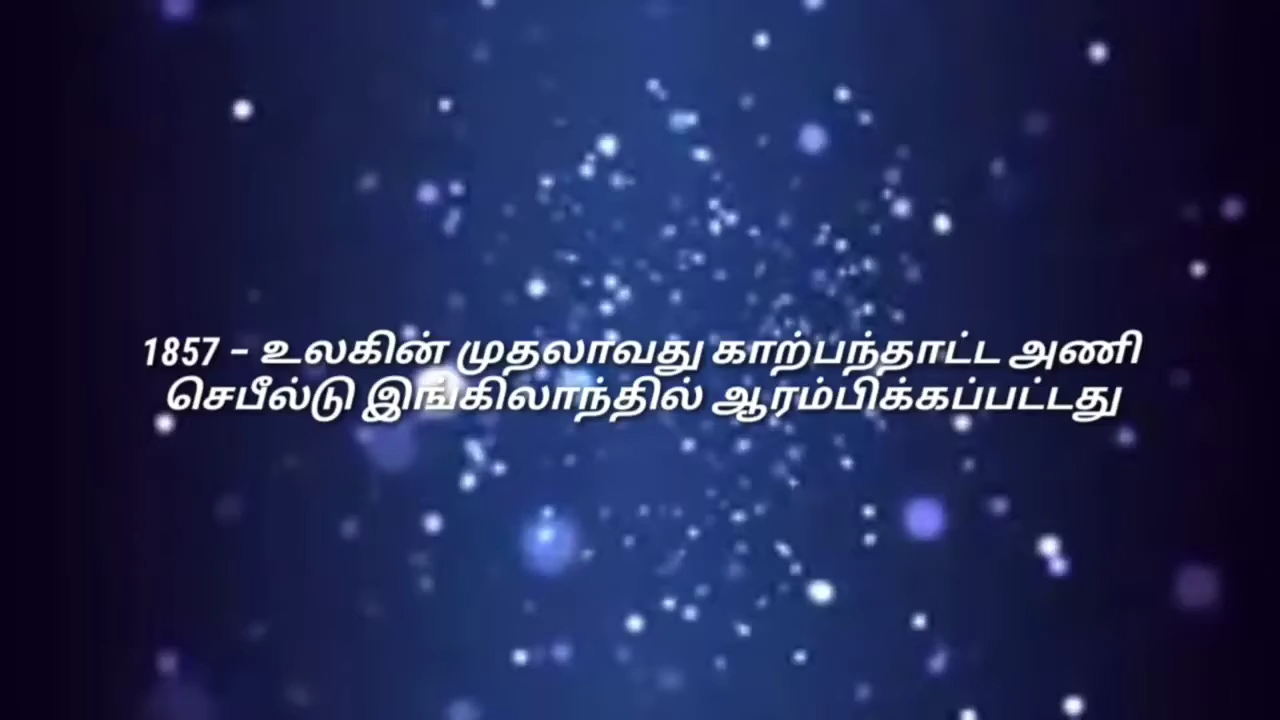 1857 – உலகின் முதலாவது காற்பந்தாட்ட அணி
செபீல்டு இங்கிலாந்தில் ஆரம்பிக்கப்பட்டது